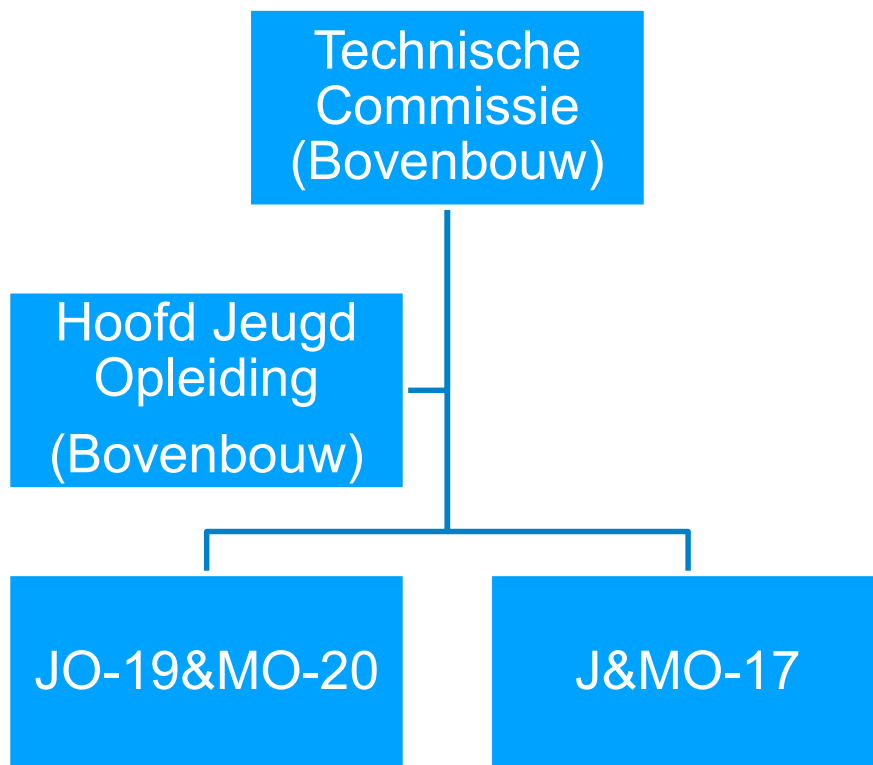 Technische
Commissie
(Bovenbouw)
Hoofd Jeugd
Opleiding
(Bovenbouw)
JO-19&MO-20
J&MO-17